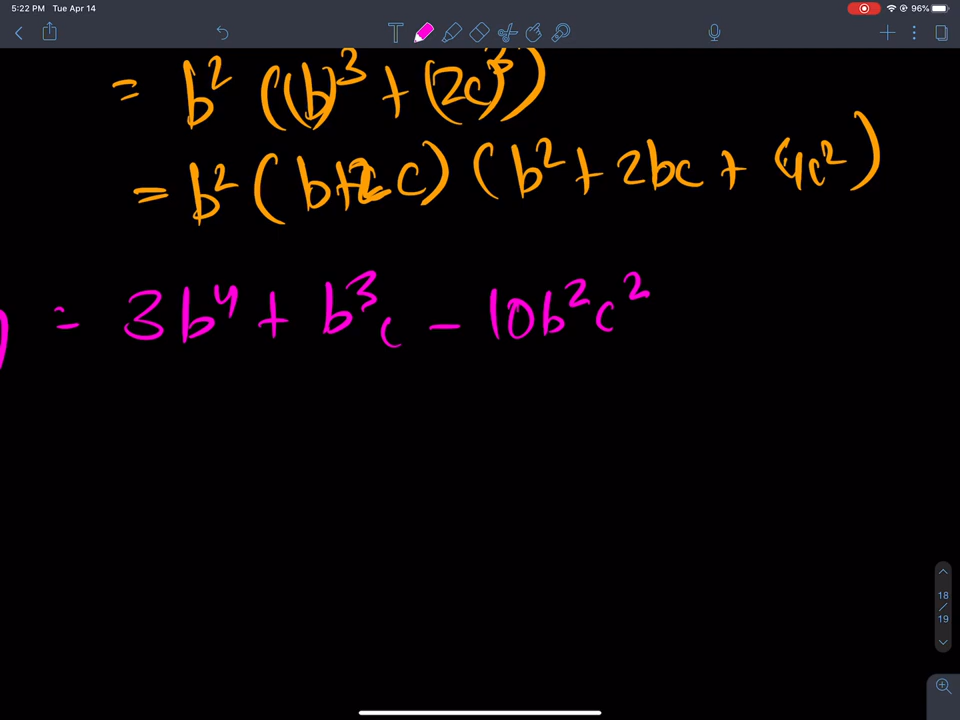 5:22 PM Tue Apr 14 96%
T
= b² ((b)³ + (2c)³)
= b² (b+2c) (b² + 2bc + 4c²)
) = 3b⁴ + b³c - 10b²c²
18
/
19